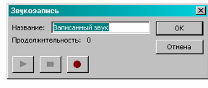 Звукозапись
Название: Записанный звук
OK
Продолжительность: 0
Отмена